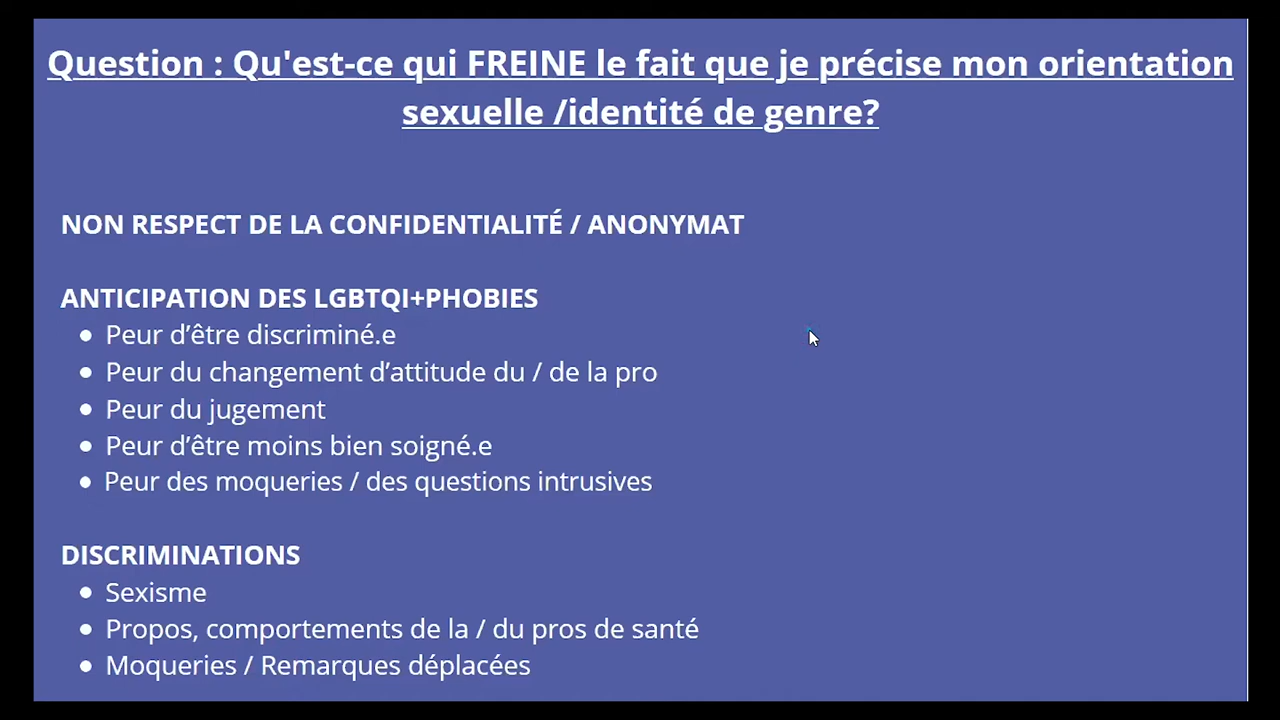 Question : Qu'est-ce qui FREINE le fait que je précise mon orientation
sexuelle /identité de genre?
NON RESPECT DE LA CONFIDENTIALITÉ / ANONYMAT
ANTICIPATION DES LGBTQI+PHOBIES
• Peur d’être discriminé.e
• Peur du changement d’attitude du / de la pro
• Peur du jugement
• Peur d’être moins bien soigné.e
• Peur des moqueries / des questions intrusives
DISCRIMINATIONS
• Sexisme
• Propos, comportements de la / du pros de santé
• Moqueries / Remarques déplacées